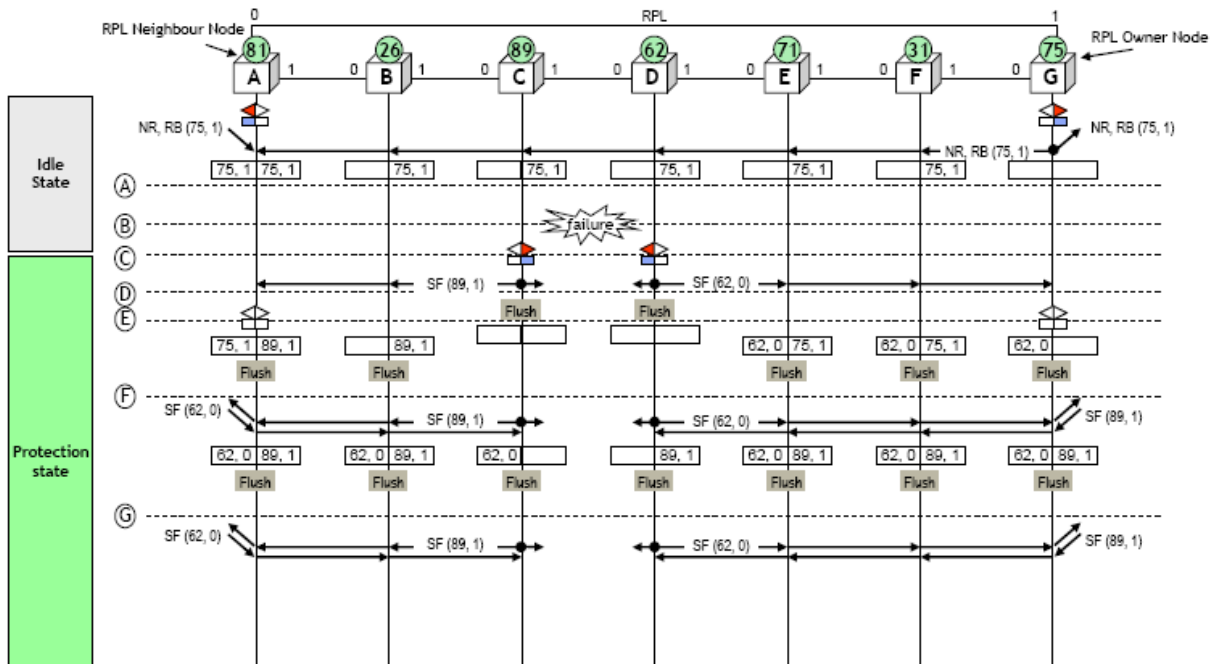 0 RPL 1
RPL Neighbour Node
RPL Owner Node
81 26 89 62 71 31 75
A 1 0 B 1 0 C 1 0 D 1 0 E 1 0 F 1 0 G
NR, RB (75, 1)
NR, RB (75, 1)
NR, RB (75, 1)
Idle
State
75, 1 75, 1 75, 1 75, 1 75, 1 75, 1 75, 1
A
B
failure
C
SF (89, 1) SF (62, 0)
D
Flush Flush
E
75, 1 89, 1 89, 1 62, 0 75, 1 62, 0 75, 1 62, 0
Flush Flush Flush Flush Flush
F
SF (62, 0) SF (89, 1) SF (62, 0) SF (89, 1)
Protection
state
62, 0 89, 1 62, 0 89, 1 62, 0 89, 1 62, 0 89, 1 62, 0 89, 1 62, 0 89, 1
Flush Flush Flush Flush Flush Flush Flush
G
SF (62, 0) SF (89, 1) SF (62, 0) SF (89, 1)